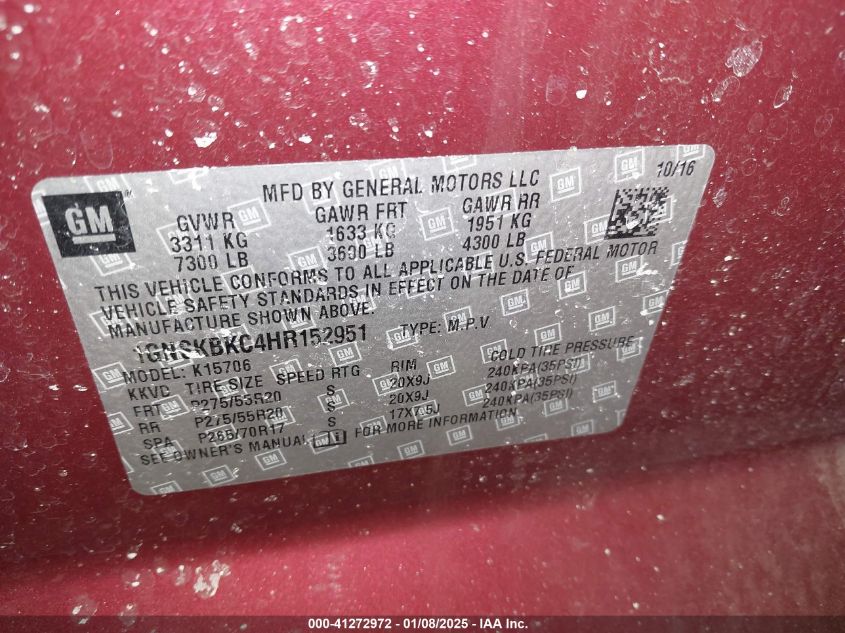 GM
MFD BY GENERAL MOTORS LLC 10/16
GVWR GAWR FRT GAWR RR
3311 KG 1633 KG 1951 KG
7300 LB 3600 LB 4300 LB
THIS VEHICLE CONFORMS TO ALL APPLICABLE U.S. FEDERAL MOTOR
VEHICLE SAFETY STANDARDS IN EFFECT ON THE DATE OF
MANUFACTURE SHOWN ABOVE.
1GNSKBKC4HR152951 TYPE: M.P.V
MODEL: K15706
KKVD TIRE SIZE SPEED RTG RIM COLD TIRE PRESSURE
FRT P275/55R20 S 20X9J 240KPA(35PSI)
RR P275/55R20 S 20X9J 240KPA(35PSI)
SPA P265/70R17 S 17X7.5J 240KPA(35PSI)
SEE OWNER'S MANUAL GM i FOR MORE INFORMATION
000-41272972 - 01/08/2025 - IAA Inc.